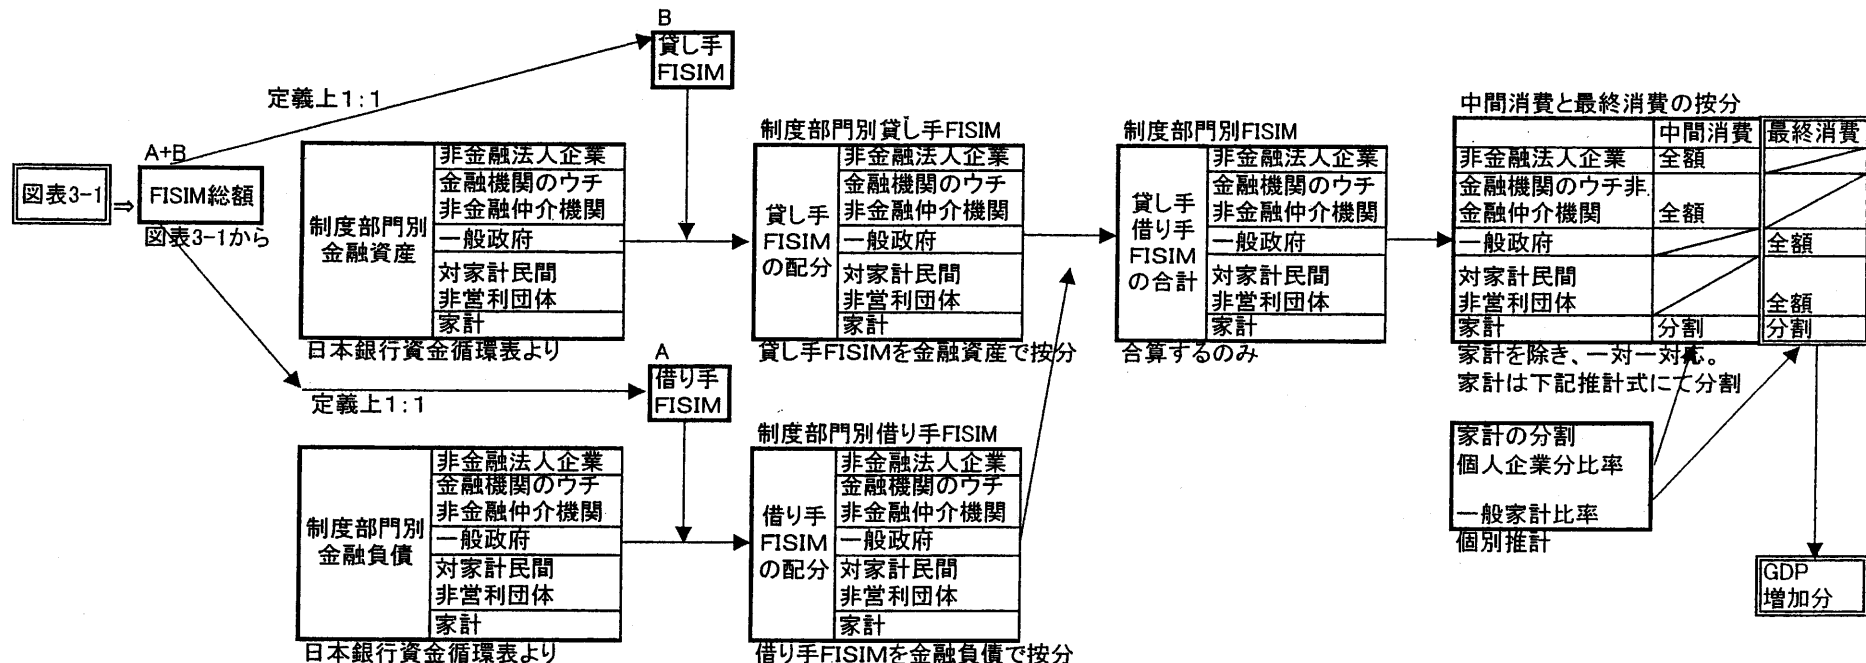 図表3-1
⇒
A+B
FISIM総額
図表3-1から
定義上1:1
B
貸し手
FISIM
制度部門別
金融資産
非金融法人企業
金融機関のウチ
非金融仲介機関
一般政府
対家計民間
非営利団体
家計
日本銀行資金循環表より
制度部門別貸し手FISIM
貸し手
FISIM
の配分
非金融法人企業
金融機関のウチ
非金融仲介機関
一般政府
対家計民間
非営利団体
家計
貸し手FISIMを金融資産で按分
定義上1:1
A
借り手
FISIM
制度部門別
金融負債
非金融法人企業
金融機関のウチ
非金融仲介機関
一般政府
対家計民間
非営利団体
家計
日本銀行資金循環表より
制度部門別借り手FISIM
借り手
FISIM
の配分
非金融法人企業
金融機関のウチ
非金融仲介機関
一般政府
対家計民間
非営利団体
家計
借り手FISIMを金融負債で按分
制度部門別FISIM
貸し手
借り手
FISIM
の合計
非金融法人企業
金融機関のウチ
非金融仲介機関
一般政府
対家計民間
非営利団体
家計
合算するのみ
中間消費と最終消費の按分
中間消費 最終消費
非金融法人企業 全額
金融機関のウチ非
金融仲介機関 全額
一般政府 全額
対家計民間
非営利団体 全額
家計 分割 分割
家計を除き、一対一対応。
家計は下記推計式にて分割
家計の分割
個人企業分比率
一般家計比率
個別推計
GDP
増加分